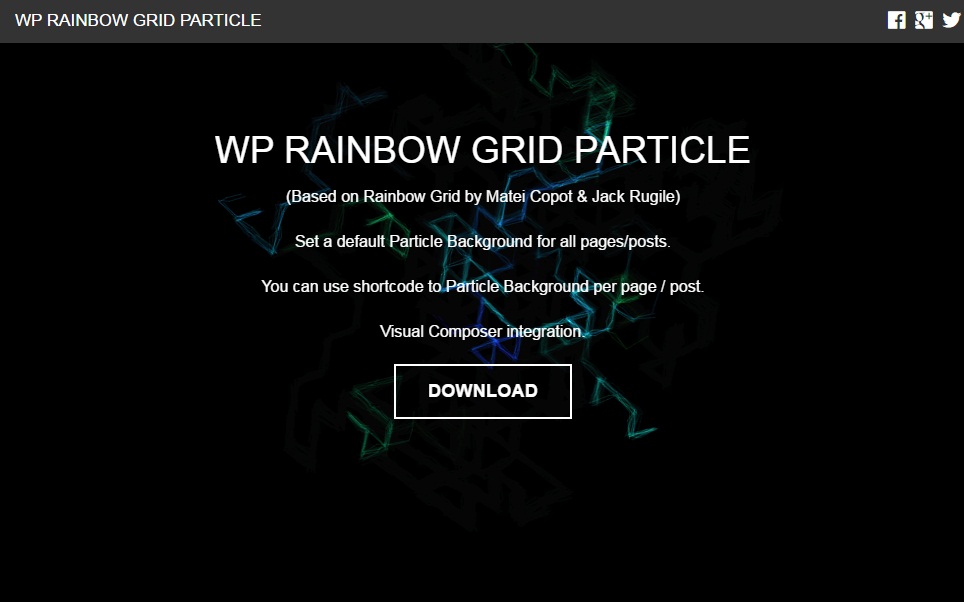 WP RAINBOW GRID PARTICLE
WP RAINBOW GRID PARTICLE
(Based on Rainbow Grid by Matei Copot & Jack Rugile)
Set a default Particle Background for all pages/posts.
You can use shortcode to Particle Background per page / post.
Visual Composer integration.
DOWNLOAD